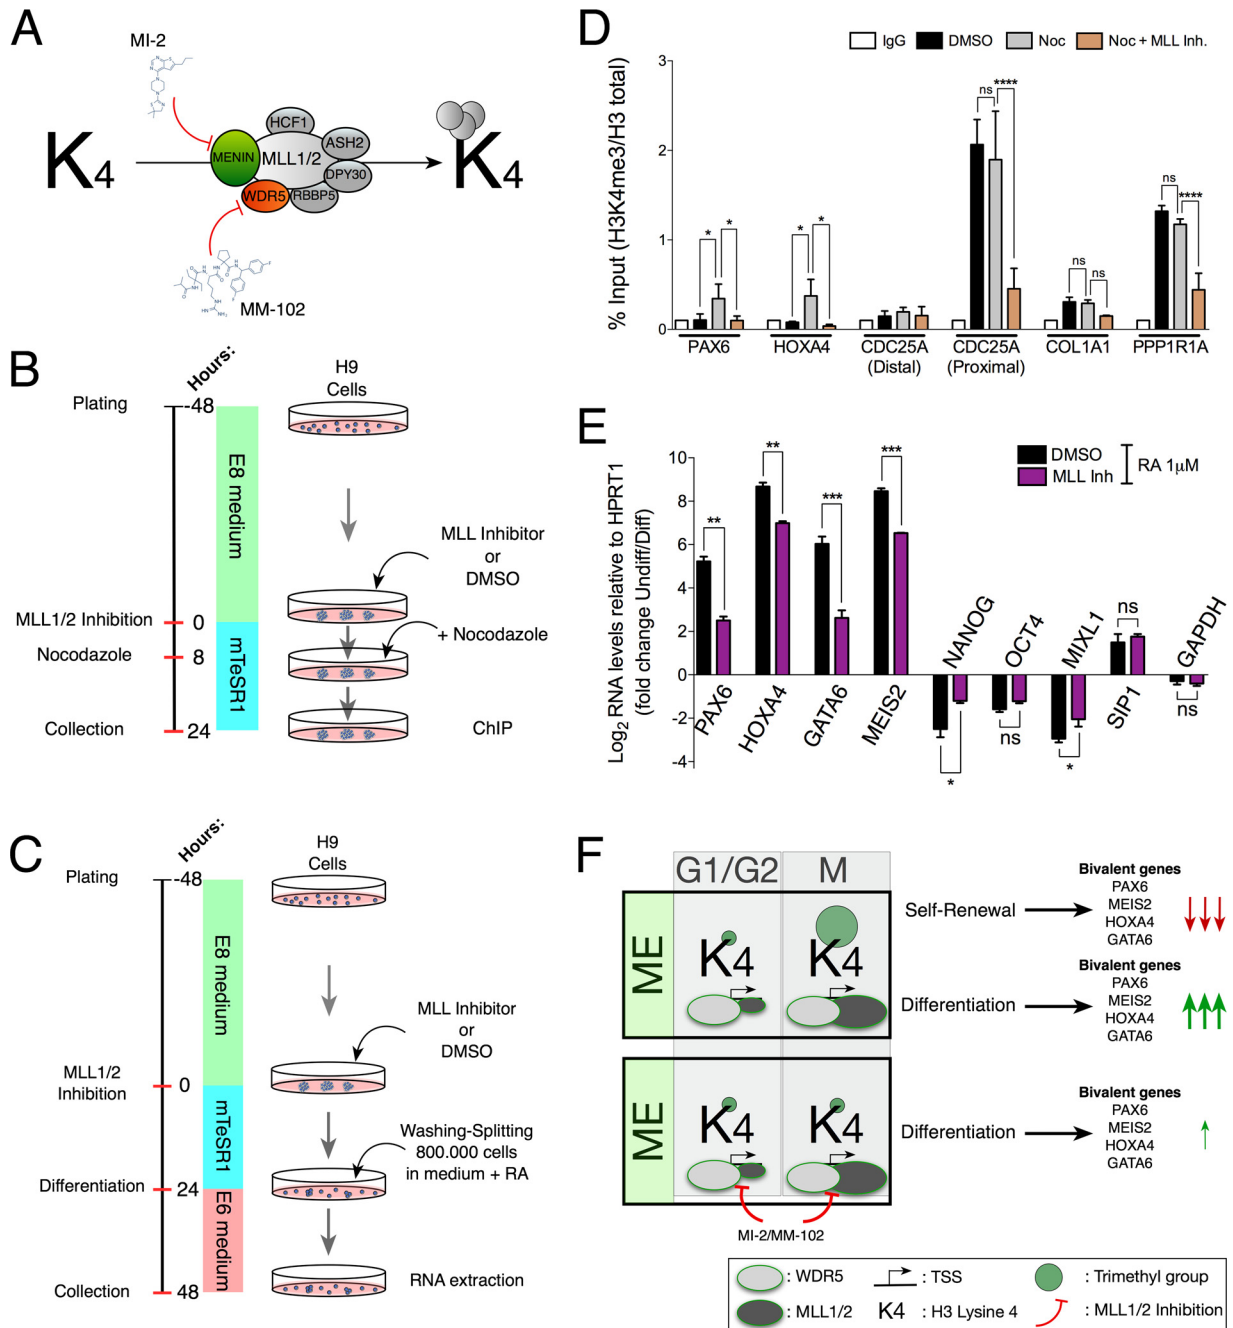 A
MI-2
K4
MENIN
HCF1
MLL1/2
ASH2
DPY30
WDR5
RBBP5
K4
MM-102
B
Hours:
H9
Cells
Plating
-48
E8 medium
MLL Inhibitor
or
DMSO
MLL1/2 Inhibition
0
+ Nocodazole
Nocodazole
8
mTeSR1
Collection
24
ChIP
C
Hours:
H9
Cells
Plating
-48
E8 medium
MLL Inhibitor
or
DMSO
MLL1/2
Inhibition
0
mTeSR1
Washing-Splitting
800.000 cells
in medium + RA
Differentiation
24
E6 medium
RNA extraction
Collection
48
D
IgG
DMSO
Noc
Noc + MLL Inh.
% Input (H3K4me3/H3 total)
3
2
1
0
* *
* *
ns ****
ns ns
ns ****
PAX6
HOXA4
CDC25A
(Distal)
CDC25A
(Proximal)
COL1A1
PPP1R1A
E
DMSO
MLL Inh
RA 1µM
Log2 RNA levels relative to HPRT1
(fold change Undiff/Diff)
10
8
6
4
2
0
-2
-4
**
**
***
***
*
ns
*
ns
ns
PAX6
HOXA4
GATA6
MEIS2
NANOG
OCT4
MIXL1
SIP1
GAPDH
F
G1/G2
M
ME
K4
K4
Self-Renewal
Bivalent genes
PAX6
MEIS2
HOXA4
GATA6
Differentiation
Bivalent genes
PAX6
MEIS2
HOXA4
GATA6
ME
K4
K4
Differentiation
Bivalent genes
PAX6
MEIS2
HOXA4
GATA6
MI-2/MM-102
: WDR5
: TSS
: Trimethyl group
: MLL1/2
K4 : H3 Lysine 4
: MLL1/2 Inhibition